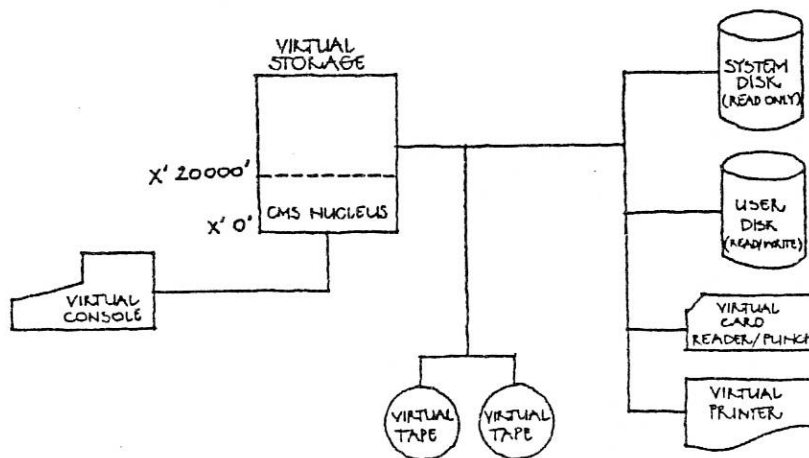 VIRTUAL
STORAGE
X' 20000'
X' 0'
CMS NUCLEUS
VIRTUAL
CONSOLE
VIRTUAL
TAPE
VIRTUAL
TAPE
SYSTEM
DISK
(READ ONLY)
USER
DISK
(READ/WRITE)
VIRTUAL
CARD
READER/PUNCH
VIRTUAL
PRINTER